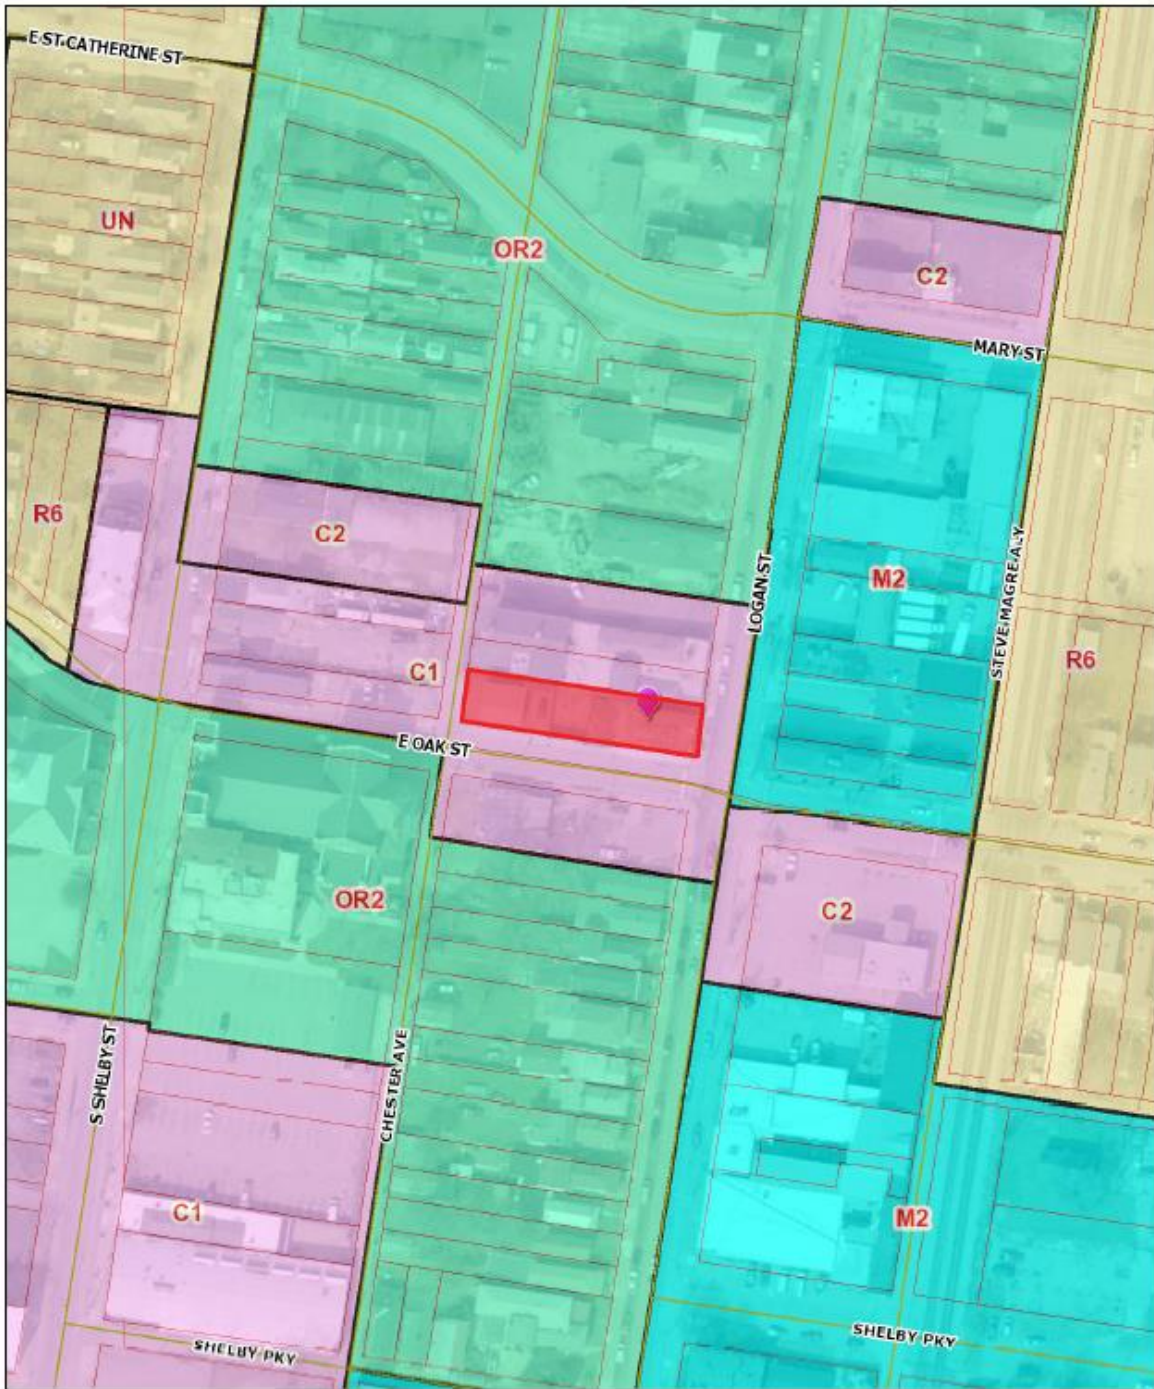 E ST CATHERINE ST
UN
OR2
C2
MARY ST
R6
C2
LOGAN ST
M2
STEVE MAGRE ALY
R6
C1
E OAK ST
OR2
C2
S SHELBY ST
CHESTER AVE
C1
M2
SHELBY PKY
SHELBY PKY